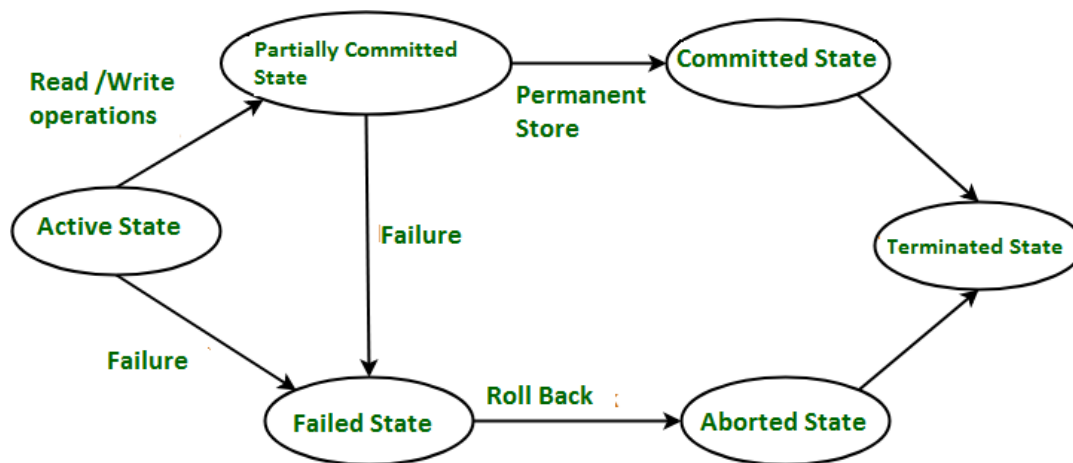 Partially Committed
State
Committed State
Read /Write
operations
Permanent
Store
Active State
Failure
Terminated State
Failure
Roll Back
Failed State
Aborted State